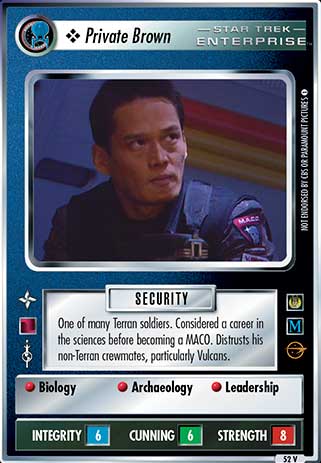 ❖ Private Brown
STAR TREK
ENTERPRISE™
NOT ENDORSED BY CBS OR PARAMOUNT PICTURES
M.A.C.O.
SECURITY
One of many Terran soldiers. Considered a career in
the sciences before becoming a MACO. Distrusts his
non-Terran crewmates, particularly Vulcans.
M
Biology
Archaeology
Leadership
INTEGRITY 6 CUNNING 6 STRENGTH 8
52 V